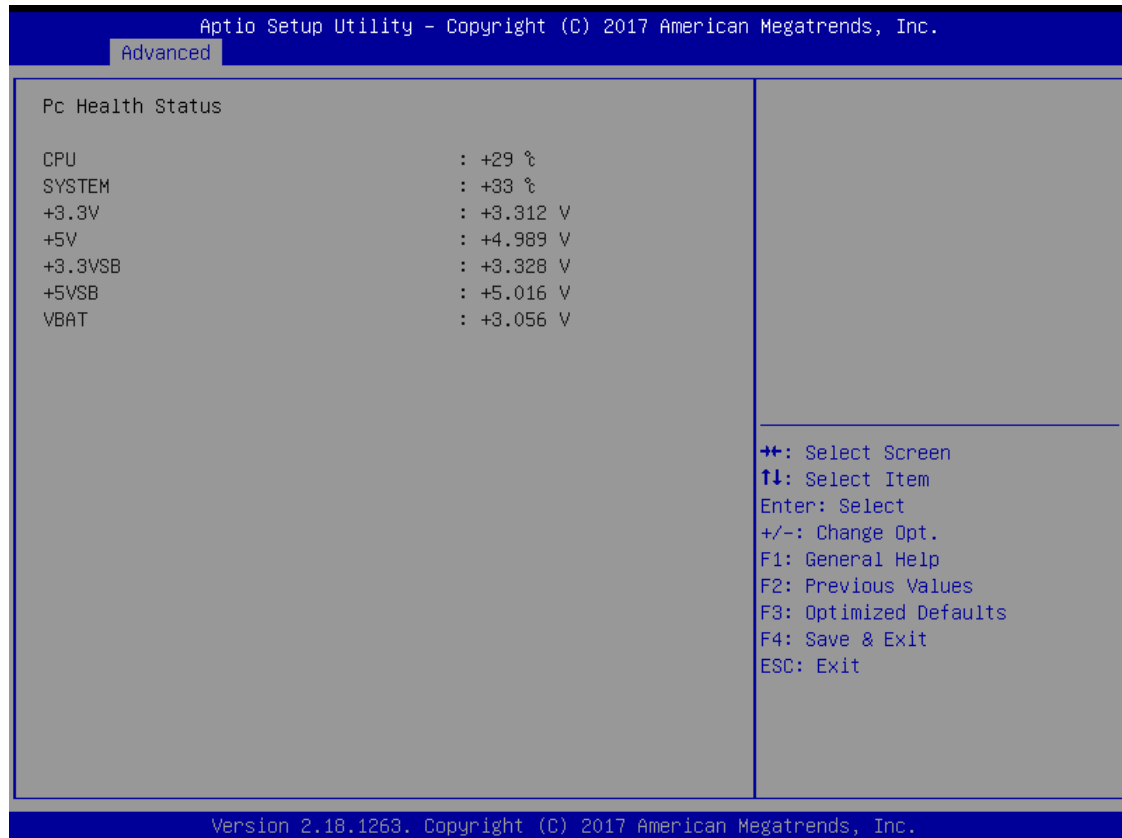 Aptio Setup Utility – Copyright (C) 2017 American Megatrends, Inc.
Advanced
Pc Health Status
CPU : +29 ℃
SYSTEM : +33 ℃
+3.3V : +3.312 V
+5V : +4.989 V
+3.3VSB : +3.328 V
+5VSB : +5.016 V
VBAT : +3.056 V
→←: Select Screen
↑↓: Select Item
Enter: Select
+/-: Change Opt.
F1: General Help
F2: Previous Values
F3: Optimized Defaults
F4: Save & Exit
ESC: Exit
Version 2.18.1263. Copyright (C) 2017 American Megatrends, Inc.